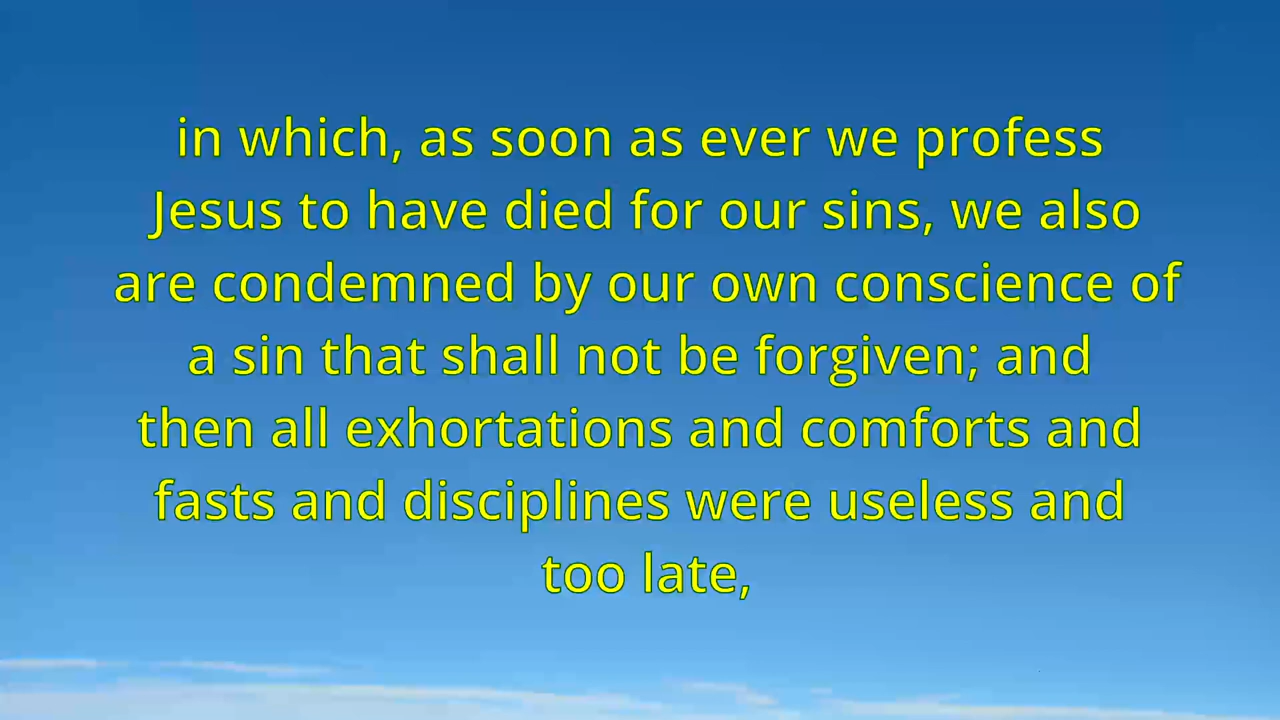 in which, as soon as ever we profess
Jesus to have died for our sins, we also
are condemned by our own conscience of
a sin that shall not be forgiven; and
then all exhortations and comforts and
fasts and disciplines were useless and
too late,